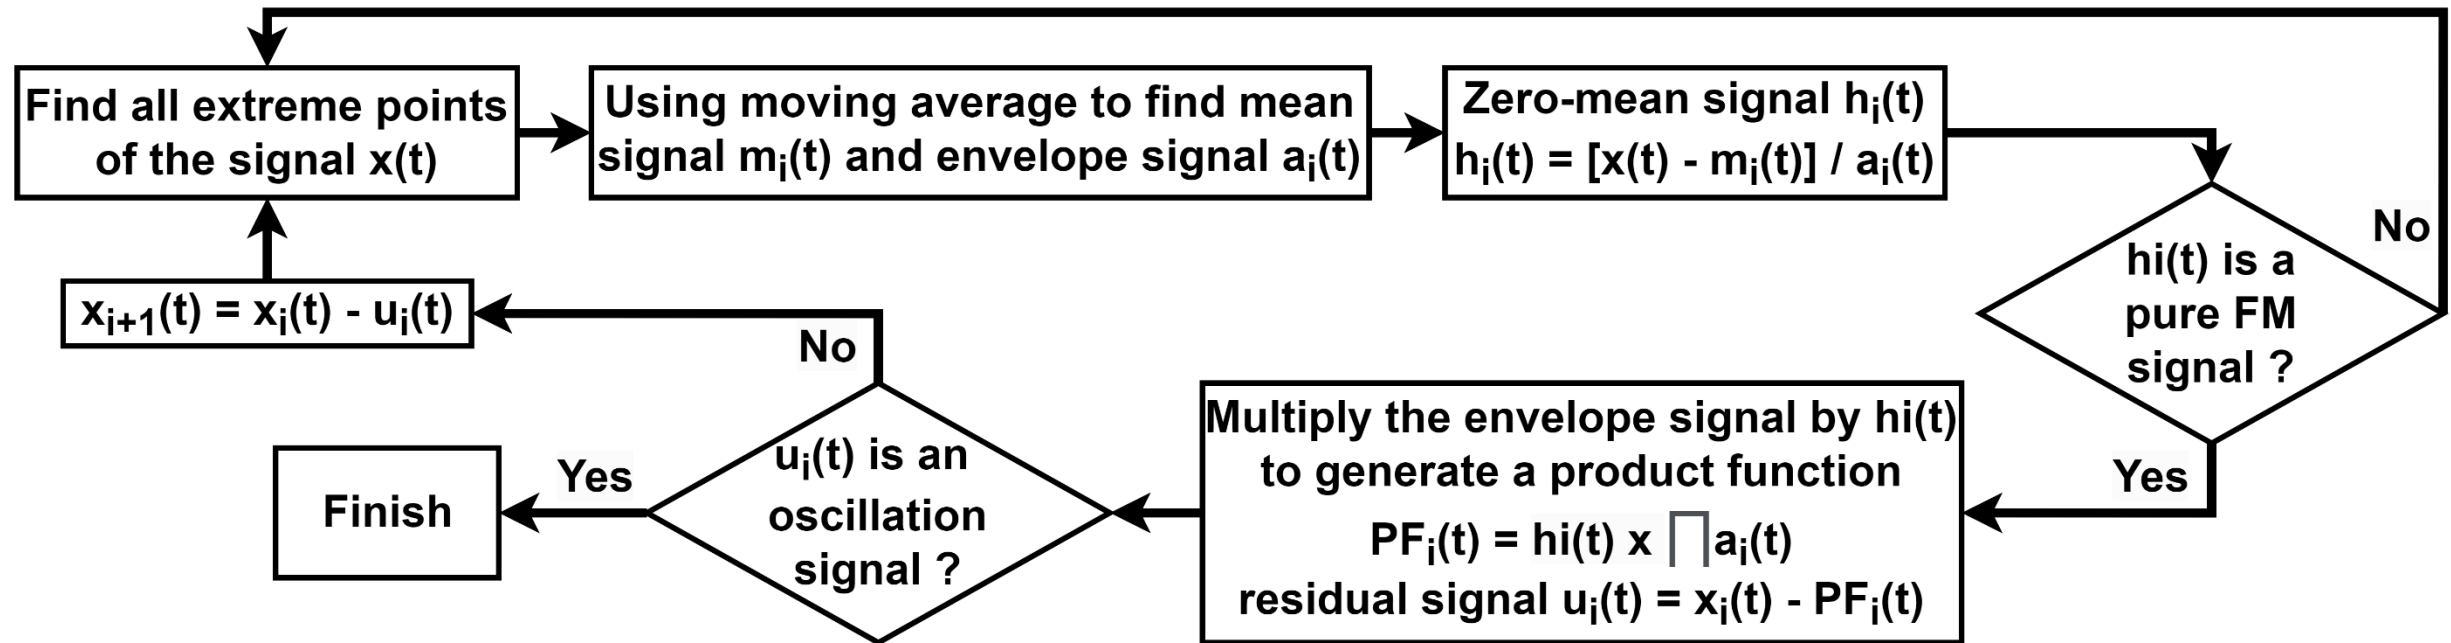 Find all extreme points
of the signal x(t)
Using moving average to find mean
signal mᵢ(t) and envelope signal aᵢ(t)
Zero-mean signal hᵢ(t)
hᵢ(t) = [x(t) - mᵢ(t)] / aᵢ(t)
No
hi(t) is a
pure FM
signal ?
Yes
Multiply the envelope signal by hi(t)
to generate a product function
PFᵢ(t) = hi(t) x ∏ aᵢ(t)
residual signal uᵢ(t) = xᵢ(t) - PFᵢ(t)
uᵢ(t) is an
oscillation
signal ?
No
xᵢ₊₁(t) = xᵢ(t) - uᵢ(t)
Yes
Finish